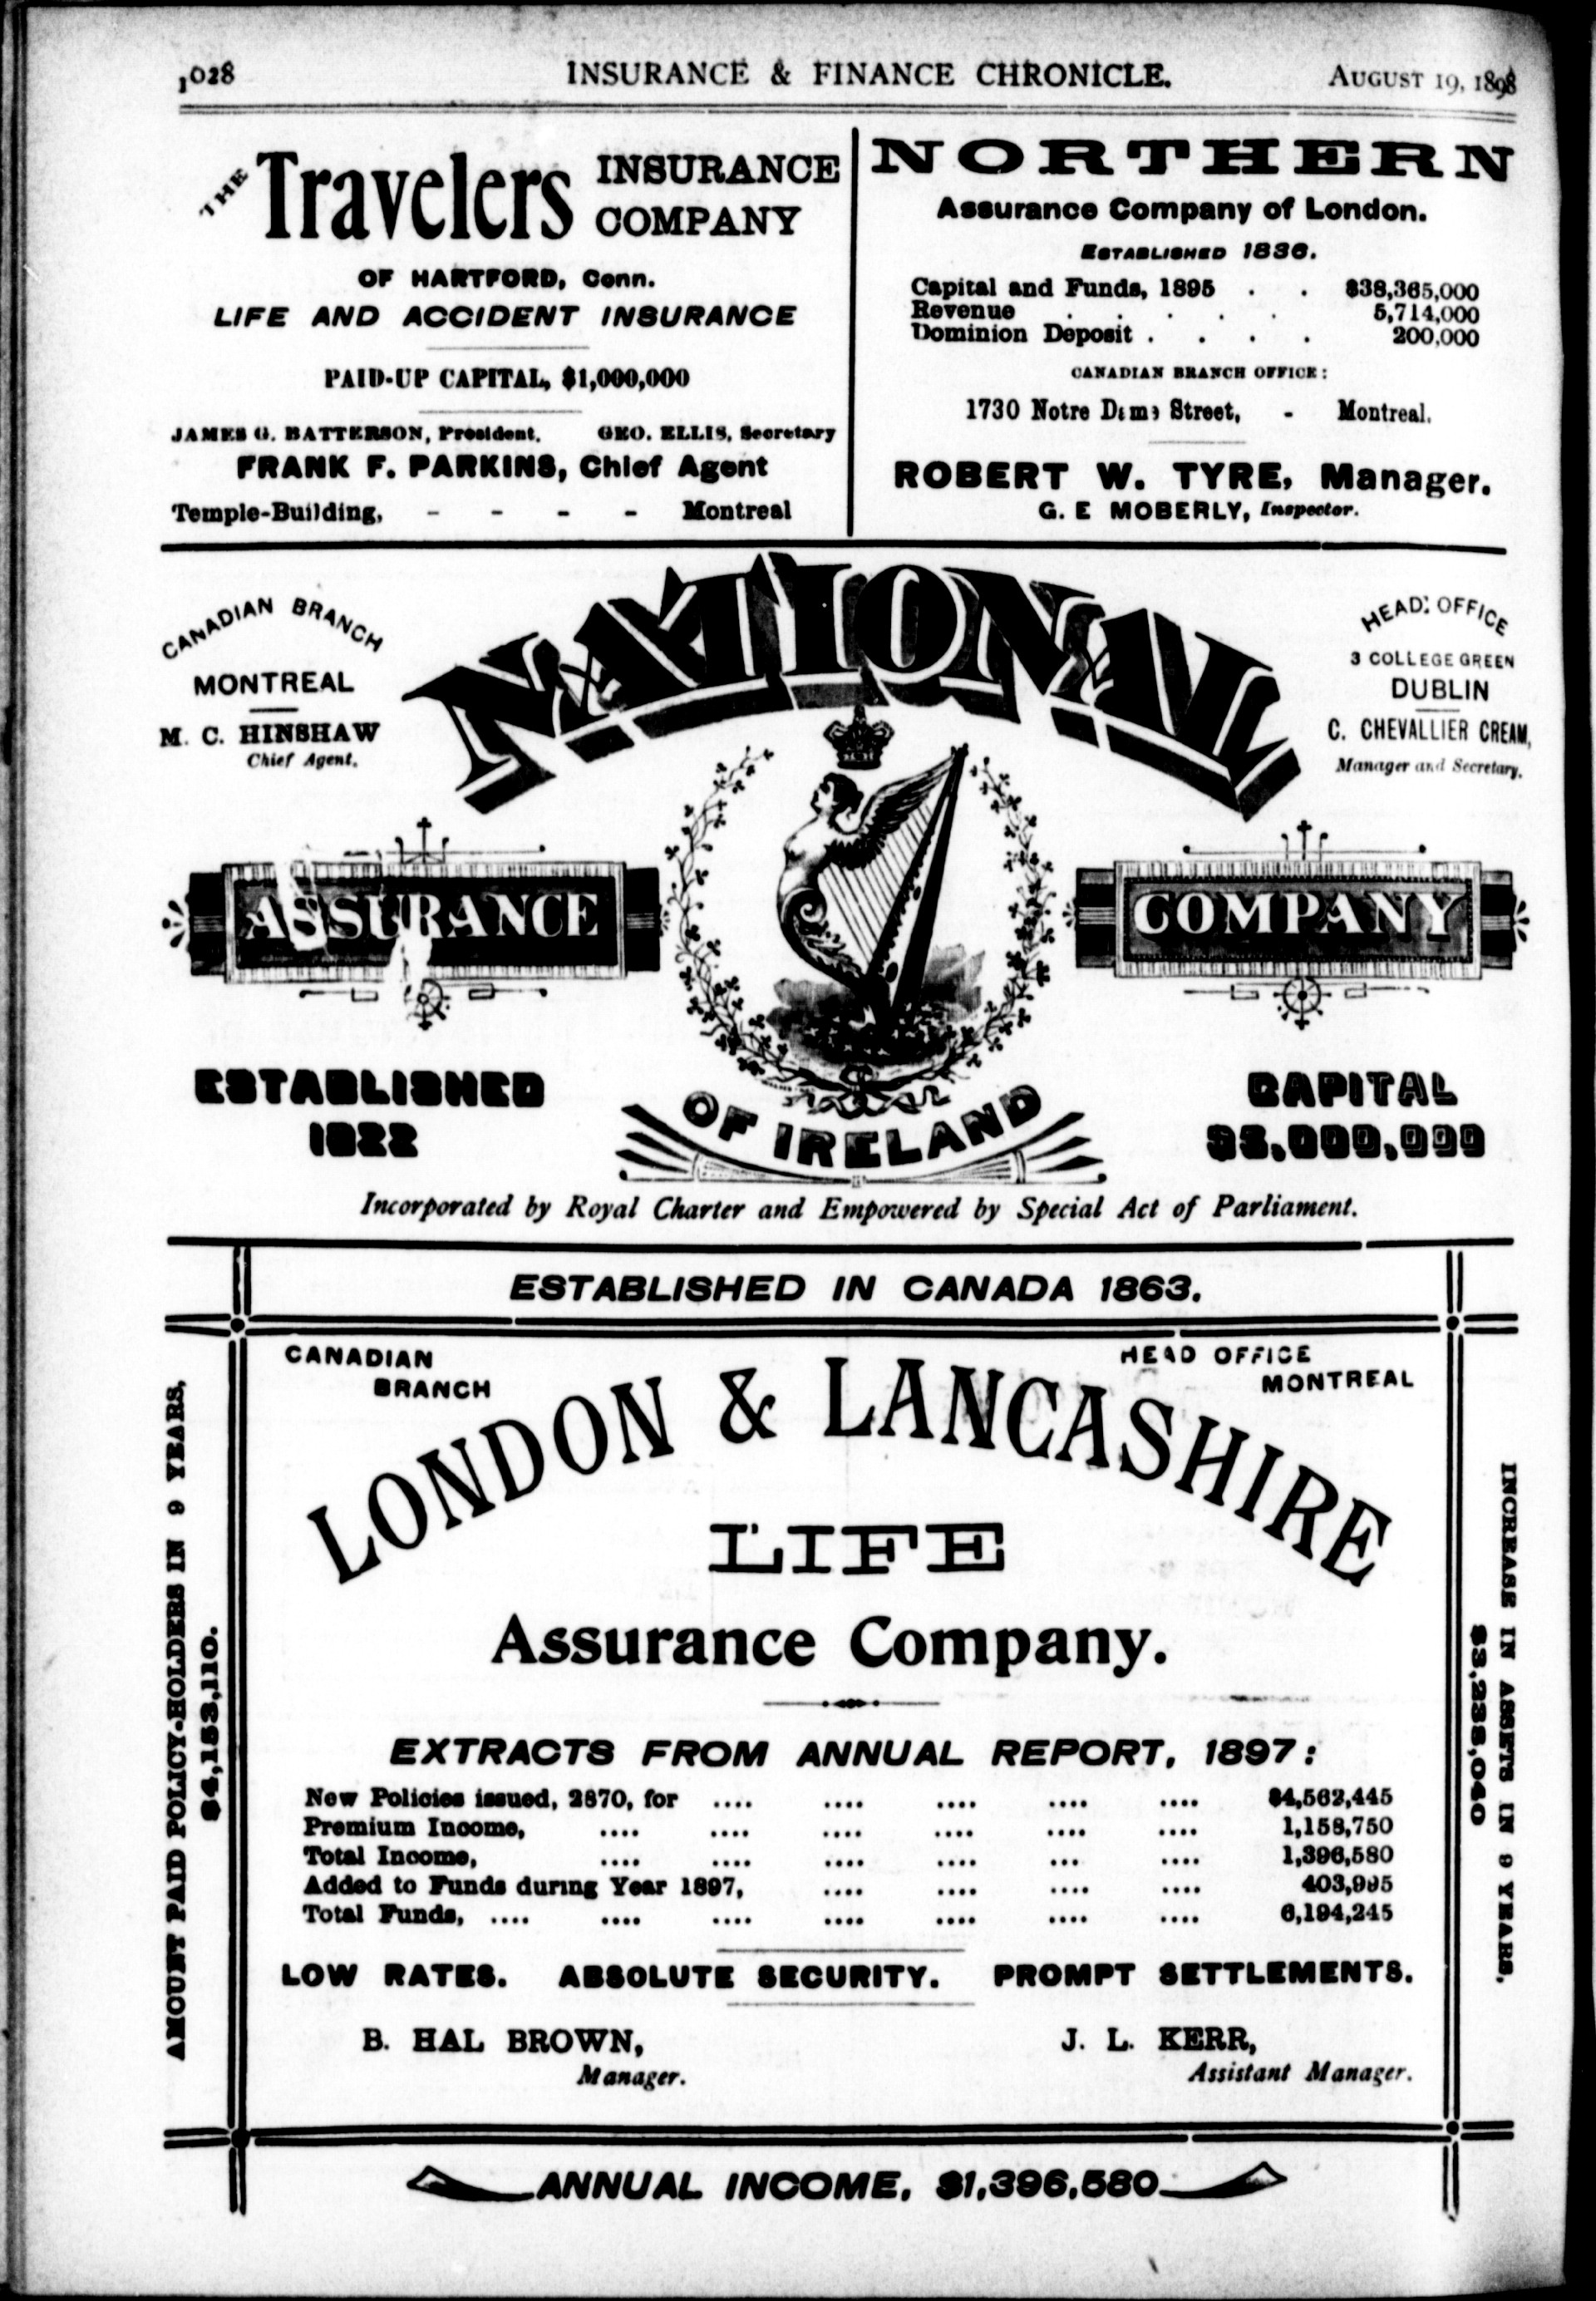 1028 INSURANCE & FINANCE CHRONICLE. AUGUST 19, 1898
THE Travelers INSURANCE
COMPANY
OF HARTFORD, Conn.
LIFE AND ACCIDENT INSURANCE
PAID-UP CAPITAL, $1,000,000
JAMES G. BATTERSON, President. GEO. ELLIS, Secretary
FRANK F. PARKINS, Chief Agent
Temple-Building, - - - - Montreal
NORTHERN
Assurance Company of London.
ESTABLISHED 1836.
Capital and Funds, 1895 . . $38,365,000
Revenue . . . . . 5,714,000
Dominion Deposit . . . . 200,000
CANADIAN BRANCH OFFICE:
1730 Notre Dame Street, - Montreal.
ROBERT W. TYRE, Manager.
G. E MOBERLY, Inspector.
CANADIAN BRANCH
MONTREAL
M. C. HINSHAW
Chief Agent.
NATIONAL
HEAD OFFICE
3 COLLEGE GREEN
DUBLIN
C. CHEVALLIER CREAM,
Manager and Secretary.
ASSURANCE
COMPANY
ESTABLISHED
1822
OF IRELAND
CAPITAL
Incorporated by Royal Charter and Empowered by Special Act of Parliament.
ESTABLISHED IN CANADA 1863.
CANADIAN
BRANCH
HEAD OFFICE
MONTREAL
LONDON & LANCASHIRE
LIFE
Assurance Company.
EXTRACTS FROM ANNUAL REPORT, 1897:
New Policies issued, 2870, for .... .... .... .... .... $4,562,445
Premium Income, .... .... .... .... .... .... 1,158,750
Total Income, .... .... .... .... ... .... 1,396,580
Added to Funds during Year 1897, .... .... .... .... 403,995
Total Funds, .... .... .... .... .... .... .... 6,194,245
LOW RATES. ABSOLUTE SECURITY. PROMPT SETTLEMENTS.
B. HAL BROWN,
Manager.
J. L. KERR,
Assistant Manager.
AMOUNT PAID POLICY-HOLDERS IN 9 YEARS,
$4,153,110.
INCREASE IN ASSETS IN 9 YEARS,
$3,238,040
ANNUAL INCOME, $1,396,580